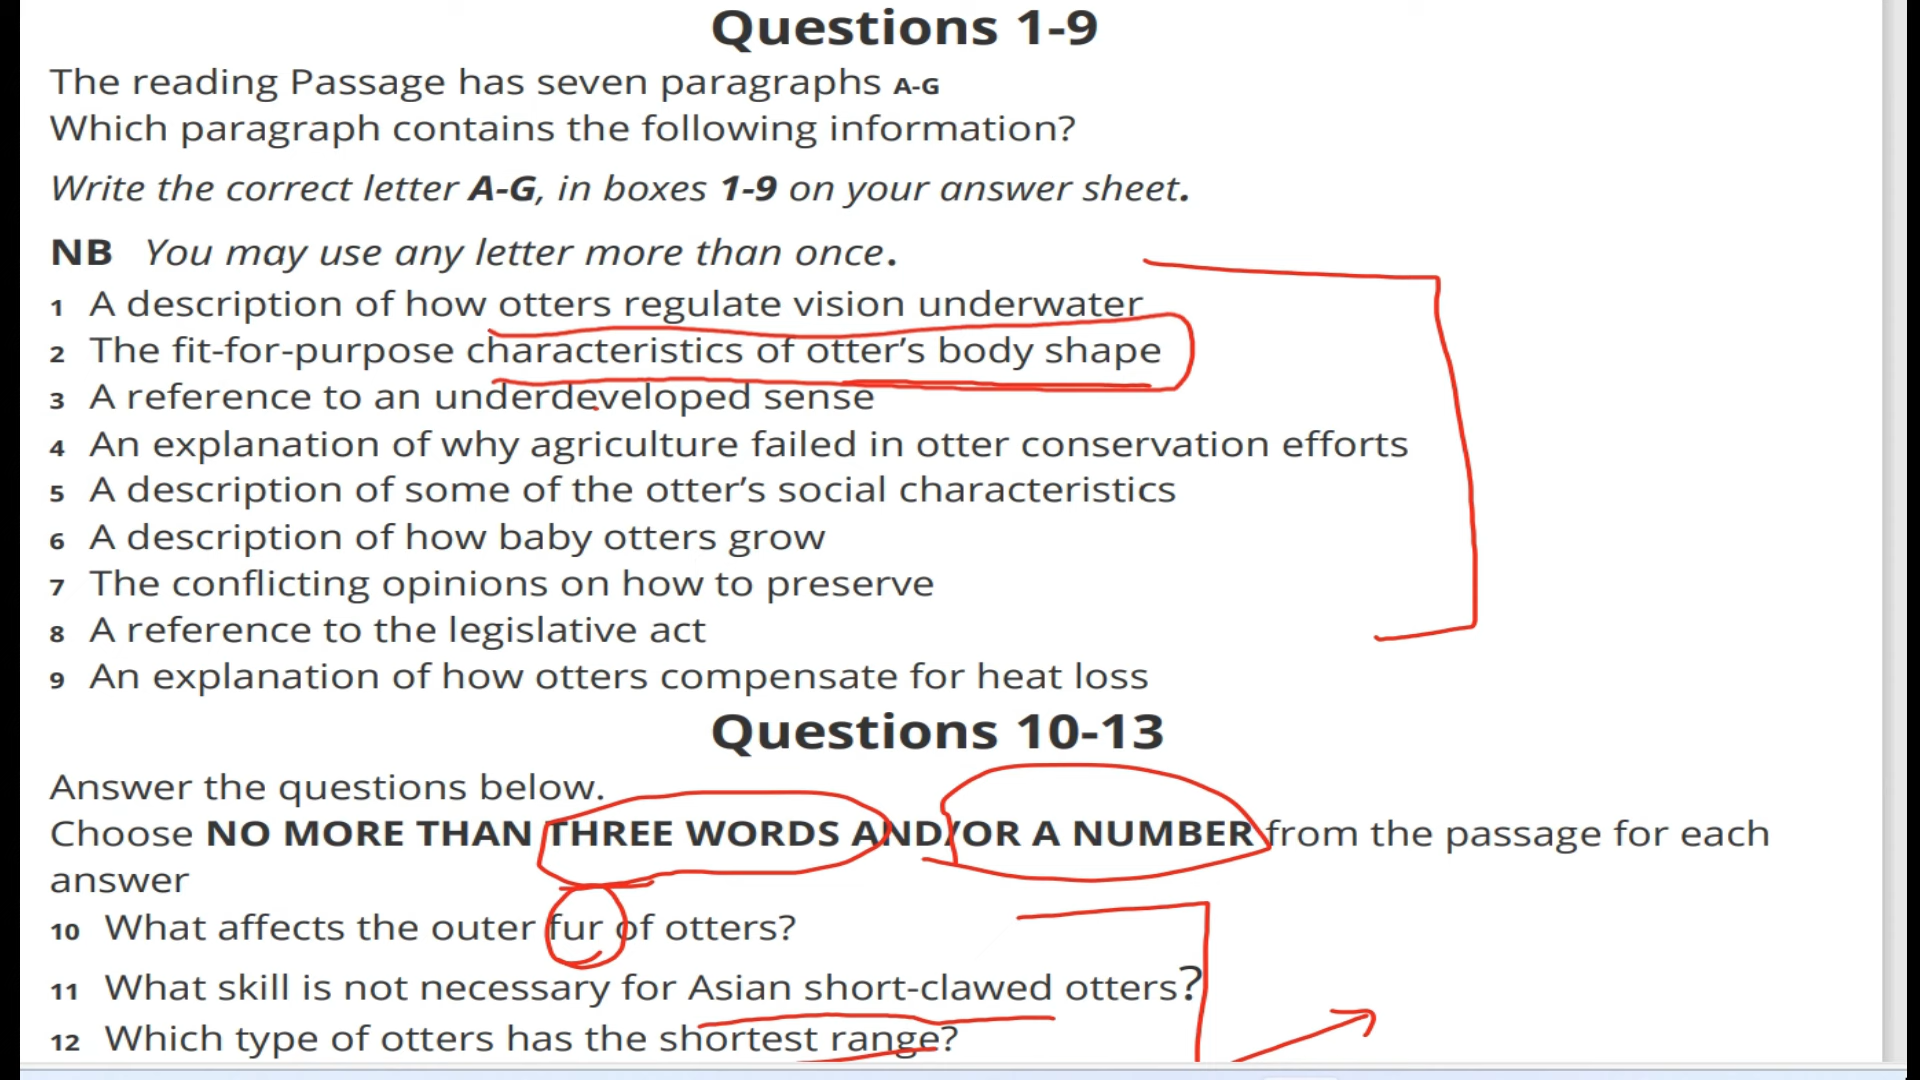 Questions 1-9
The reading Passage has seven paragraphs A-G
Which paragraph contains the following information?
Write the correct letter A-G, in boxes 1-9 on your answer sheet.
NB You may use any letter more than once.
1 A description of how otters regulate vision underwater
2 The fit-for-purpose characteristics of otter's body shape
3 A reference to an underdeveloped sense
4 An explanation of why agriculture failed in otter conservation efforts
5 A description of some of the otter's social characteristics
6 A description of how baby otters grow
7 The conflicting opinions on how to preserve
8 A reference to the legislative act
9 An explanation of how otters compensate for heat loss
Questions 10-13
Answer the questions below.
Choose NO MORE THAN THREE WORDS AND/OR A NUMBER from the passage for each
answer
10 What affects the outer fur of otters?
11 What skill is not necessary for Asian short-clawed otters?
12 Which type of otters has the shortest range?